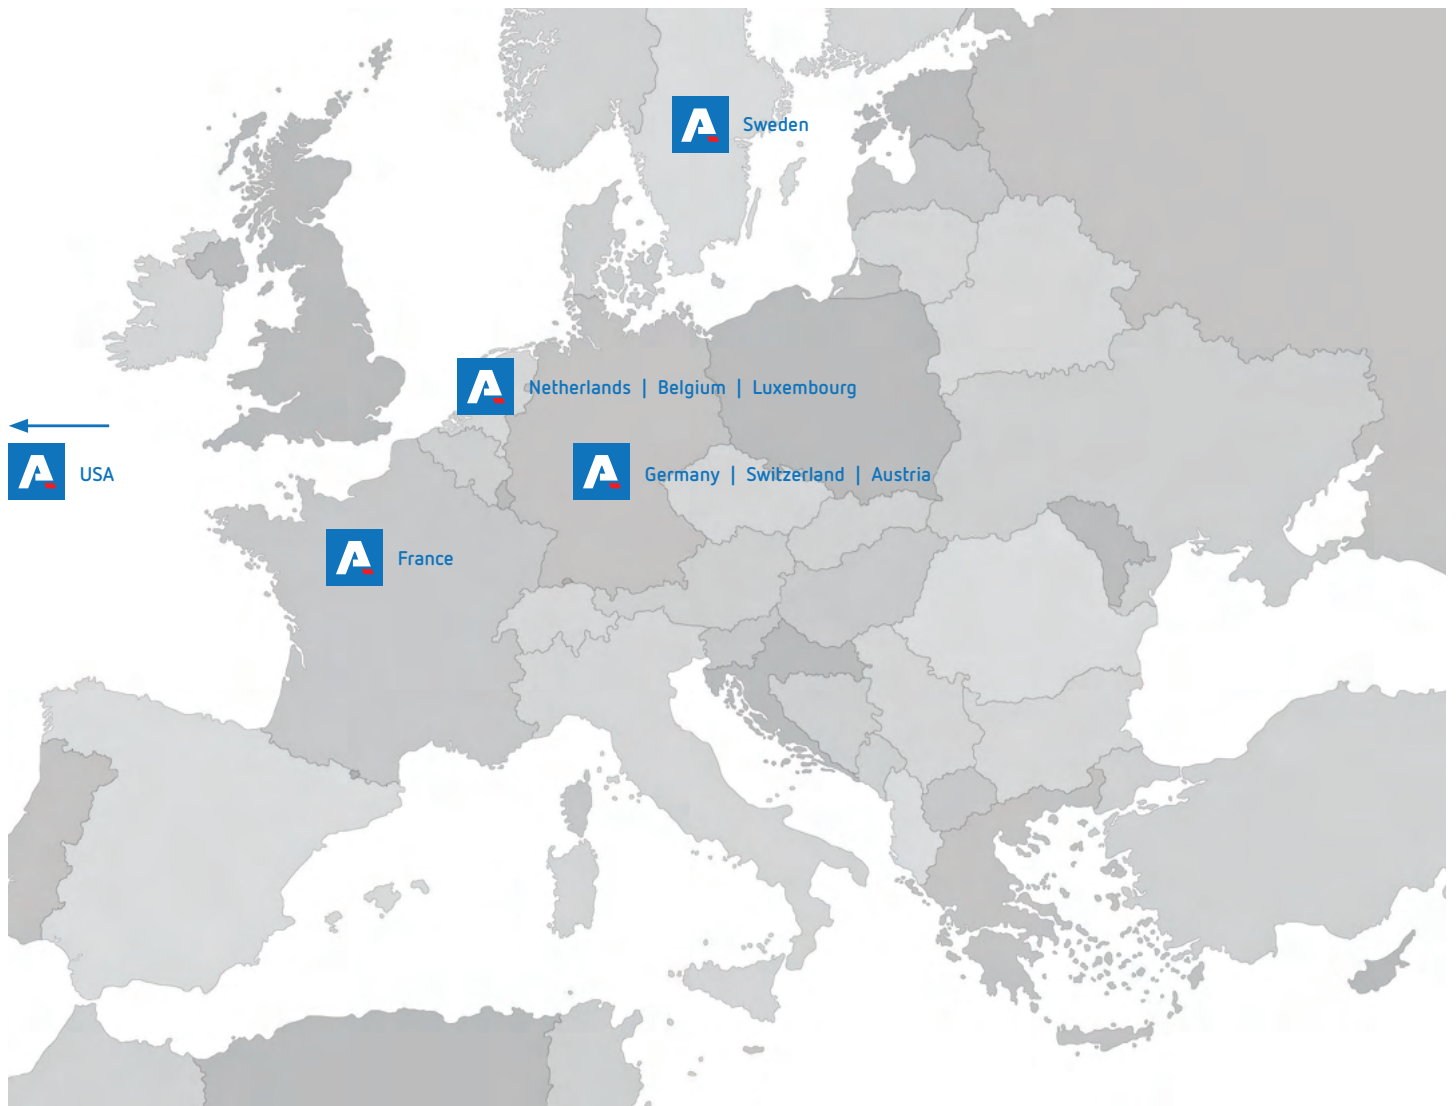 Sweden
Netherlands | Belgium | Luxembourg
USA
Germany | Switzerland | Austria
France